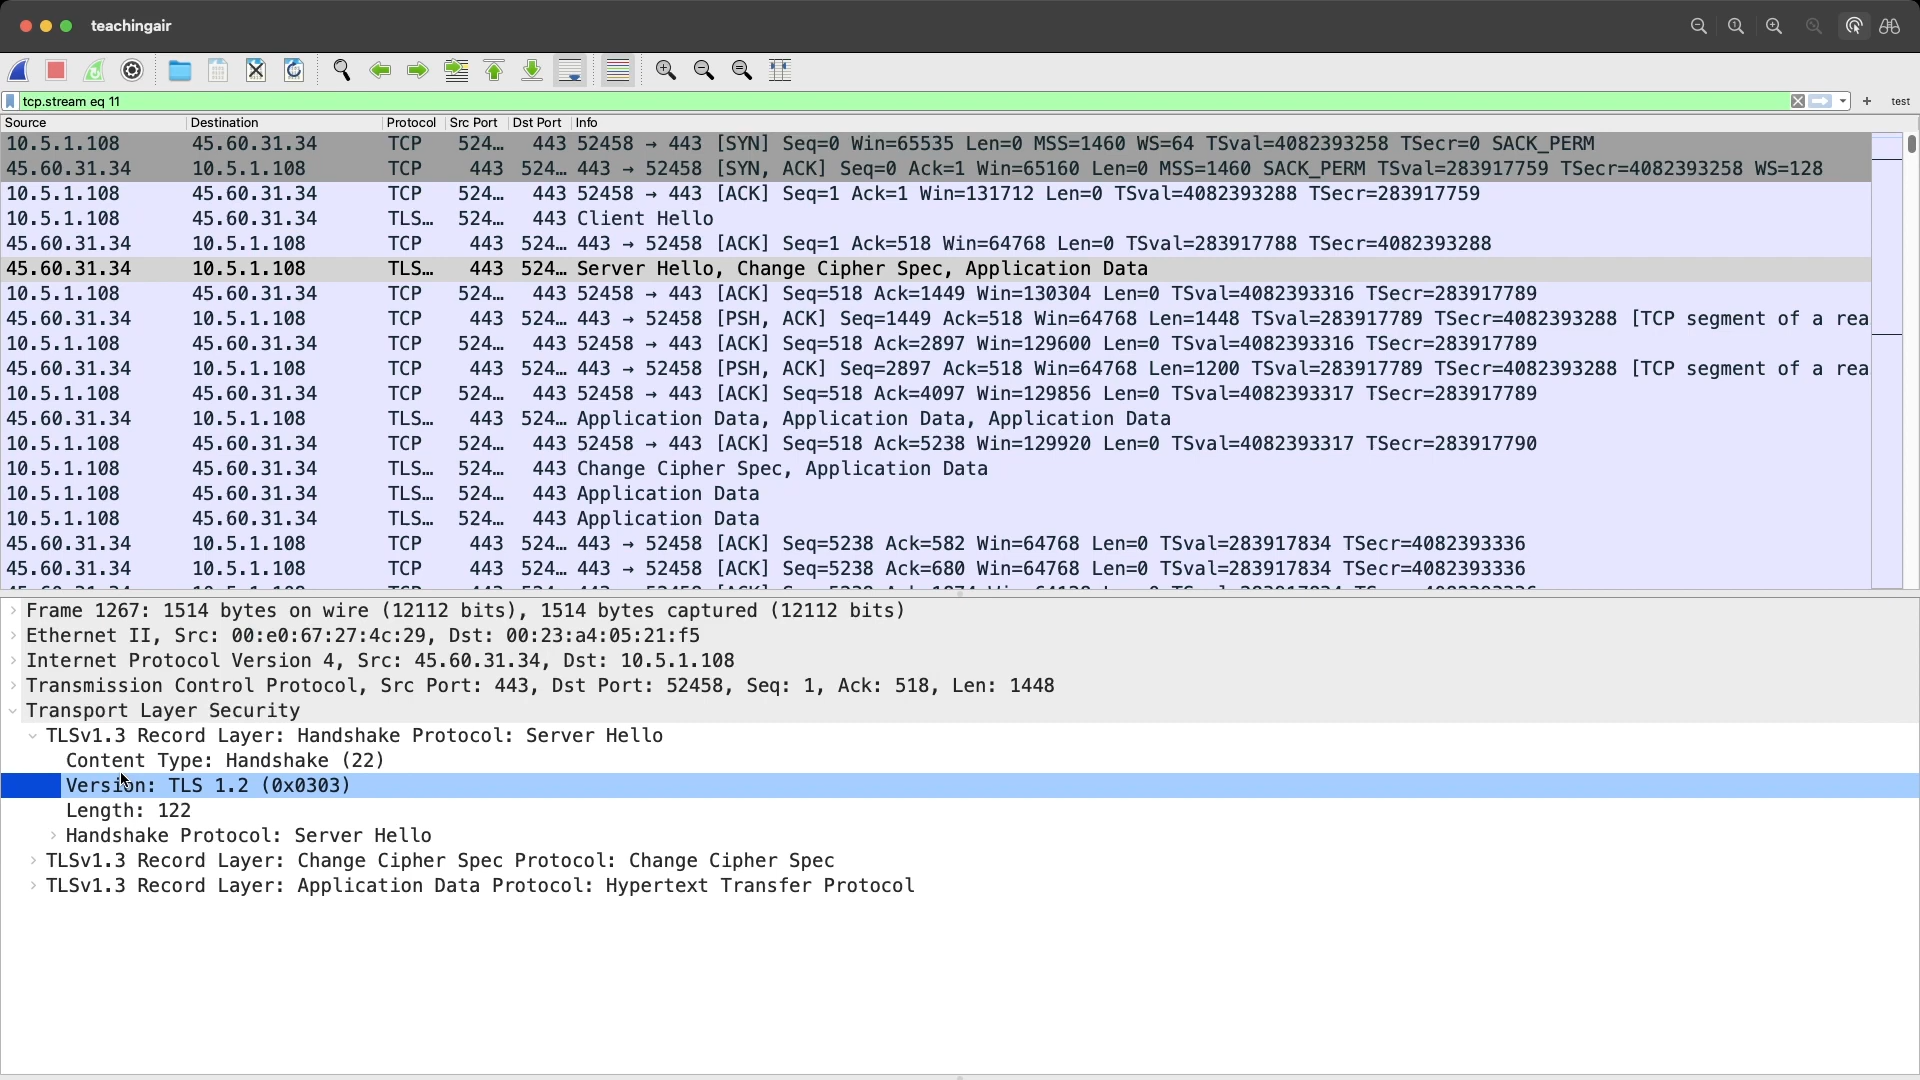 teachingair
tcp.stream eq 11
test
Source Destination Protocol Src Port Dst Port Info
10.5.1.108 45.60.31.34 TCP 524… 443 52458 → 443 [SYN] Seq=0 Win=65535 Len=0 MSS=1460 WS=64 TSval=4082393258 TSecr=0 SACK_PERM
45.60.31.34 10.5.1.108 TCP 443 524… 443 → 52458 [SYN, ACK] Seq=0 Ack=1 Win=65160 Len=0 MSS=1460 SACK_PERM TSval=283917759 TSecr=4082393258 WS=128
10.5.1.108 45.60.31.34 TCP 524… 443 52458 → 443 [ACK] Seq=1 Ack=1 Win=131712 Len=0 TSval=4082393288 TSecr=283917759
10.5.1.108 45.60.31.34 TLS… 524… 443 Client Hello
45.60.31.34 10.5.1.108 TCP 443 524… 443 → 52458 [ACK] Seq=1 Ack=518 Win=64768 Len=0 TSval=283917788 TSecr=4082393288
45.60.31.34 10.5.1.108 TLS… 443 524… Server Hello, Change Cipher Spec, Application Data
10.5.1.108 45.60.31.34 TCP 524… 443 52458 → 443 [ACK] Seq=518 Ack=1449 Win=130304 Len=0 TSval=4082393316 TSecr=283917789
45.60.31.34 10.5.1.108 TCP 443 524… 443 → 52458 [PSH, ACK] Seq=1449 Ack=518 Win=64768 Len=1448 TSval=283917789 TSecr=4082393288 [TCP segment of a rea
10.5.1.108 45.60.31.34 TCP 524… 443 52458 → 443 [ACK] Seq=518 Ack=2897 Win=129600 Len=0 TSval=4082393316 TSecr=283917789
45.60.31.34 10.5.1.108 TCP 443 524… 443 → 52458 [PSH, ACK] Seq=2897 Ack=518 Win=64768 Len=1200 TSval=283917789 TSecr=4082393288 [TCP segment of a rea
10.5.1.108 45.60.31.34 TCP 524… 443 52458 → 443 [ACK] Seq=518 Ack=4097 Win=129856 Len=0 TSval=4082393317 TSecr=283917789
45.60.31.34 10.5.1.108 TLS… 443 524… Application Data, Application Data, Application Data
10.5.1.108 45.60.31.34 TCP 524… 443 52458 → 443 [ACK] Seq=518 Ack=5238 Win=129920 Len=0 TSval=4082393317 TSecr=283917790
10.5.1.108 45.60.31.34 TLS… 524… 443 Change Cipher Spec, Application Data
10.5.1.108 45.60.31.34 TLS… 524… 443 Application Data
10.5.1.108 45.60.31.34 TLS… 524… 443 Application Data
45.60.31.34 10.5.1.108 TCP 443 524… 443 → 52458 [ACK] Seq=5238 Ack=582 Win=64768 Len=0 TSval=283917834 TSecr=4082393336
45.60.31.34 10.5.1.108 TCP 443 524… 443 → 52458 [ACK] Seq=5238 Ack=680 Win=64768 Len=0 TSval=283917834 TSecr=4082393336
Frame 1267: 1514 bytes on wire (12112 bits), 1514 bytes captured (12112 bits)
Ethernet II, Src: 00:e0:67:27:4c:29, Dst: 00:23:a4:05:21:f5
Internet Protocol Version 4, Src: 45.60.31.34, Dst: 10.5.1.108
Transmission Control Protocol, Src Port: 443, Dst Port: 52458, Seq: 1, Ack: 518, Len: 1448
Transport Layer Security
TLSv1.3 Record Layer: Handshake Protocol: Server Hello
Content Type: Handshake (22)
Version: TLS 1.2 (0x0303)
Length: 122
Handshake Protocol: Server Hello
TLSv1.3 Record Layer: Change Cipher Spec Protocol: Change Cipher Spec
TLSv1.3 Record Layer: Application Data Protocol: Hypertext Transfer Protocol